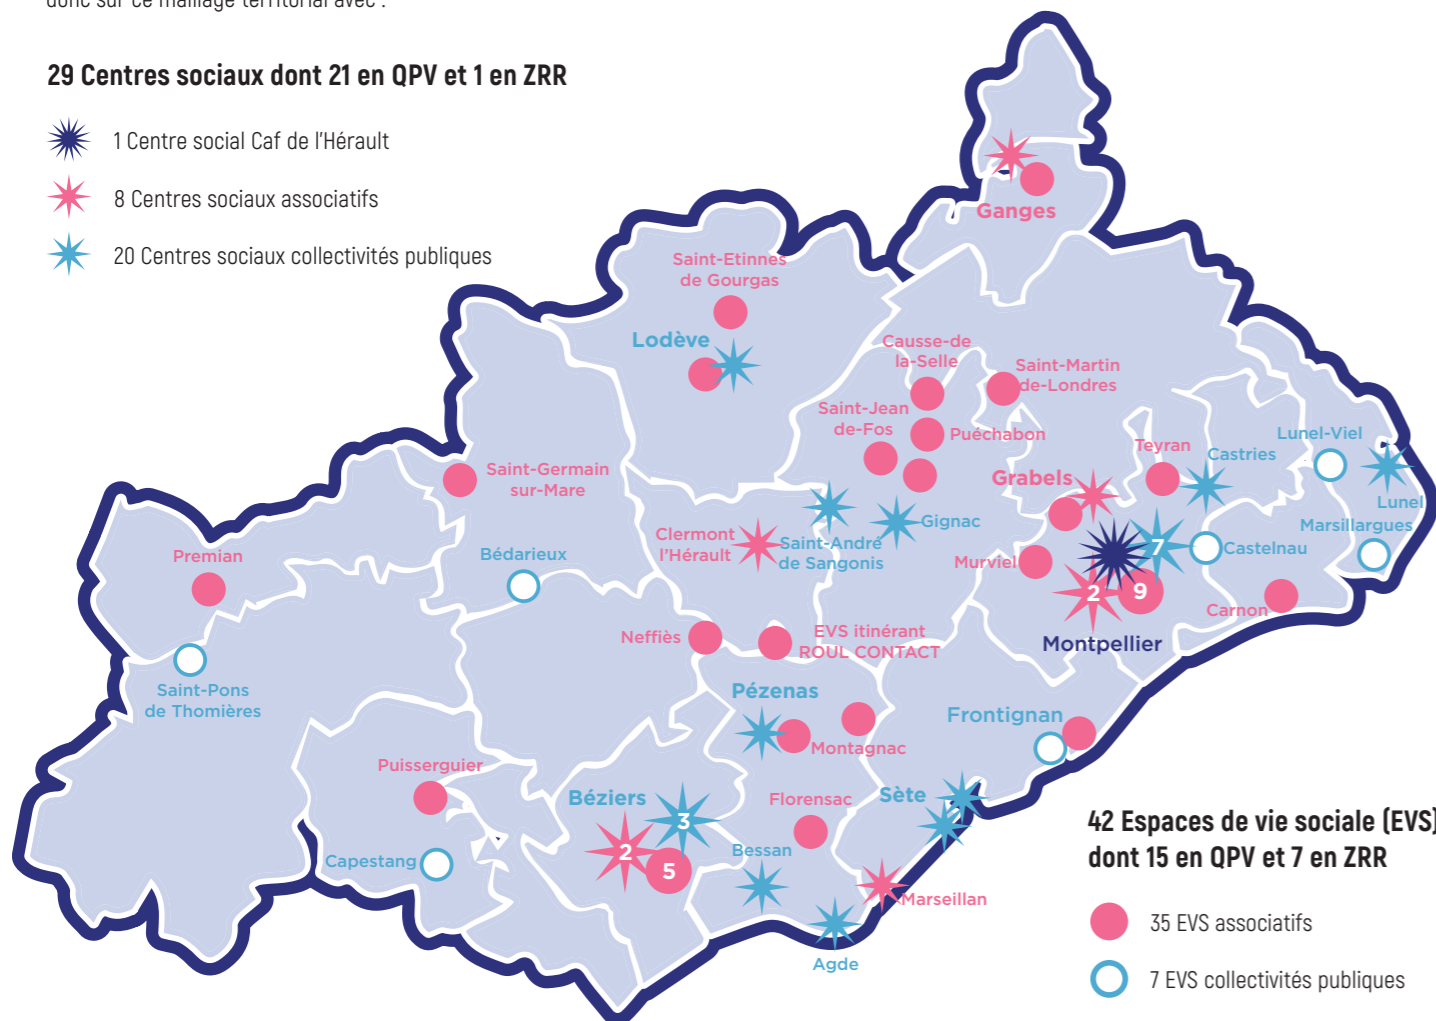 donc sur ce maillage territorial avec :
29 Centres sociaux dont 21 en QPV et 1 en ZRR
1 Centre social Caf de l'Hérault
8 Centres sociaux associatifs
20 Centres sociaux collectivités publiques
Ganges
Saint-Etinnes
de Gourgas
Lodève
Causse-de
la-Selle
Saint-Martin
de-Londres
Saint-Jean
de-Fos
Puéchabon
Teyran
Castries
Lunel-Viel
Lunel
Marsillargues
Saint-Germain
sur-Mare
Grabels
Clermont
l'Hérault
Saint-André
de Sangonis
Gignac
Murviel
7
Castelnau
2
9
Carnon
Montpellier
Premian
Bédarieux
Saint-Pons
de Thomières
Neffiès
EVS itinérant
ROUL CONTACT
Pézenas
Montagnac
Frontignan
Puisserguier
Béziers
3
2
5
Florensac
Sète
Bessan
Capestang
Marseillan
Agde
42 Espaces de vie sociale (EVS)
dont 15 en QPV et 7 en ZRR
35 EVS associatifs
7 EVS collectivités publiques